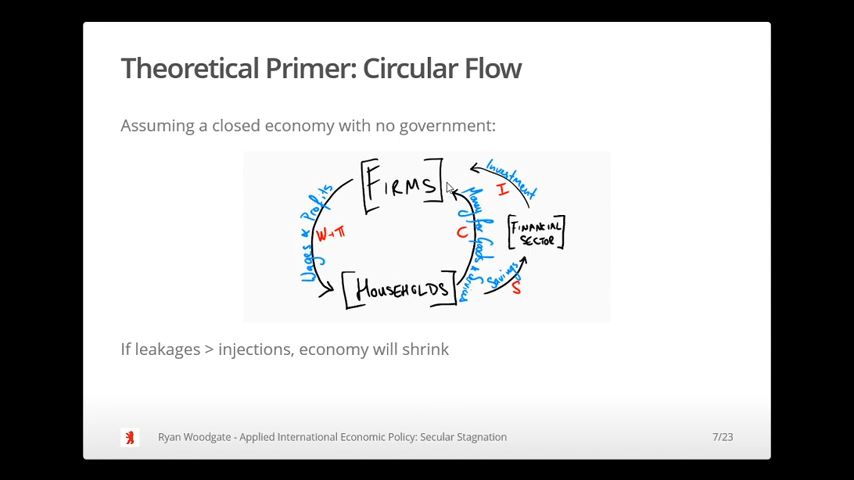 Theoretical Primer: Circular Flow
Assuming a closed economy with no government:
[FIRMS]
Investment
I
Wages & Profits
W+π
C
Money for Goods & Services
[FINANCIAL
SECTOR]
[HOUSEHOLDS]
Savings
S
If leakages > injections, economy will shrink
Ryan Woodgate - Applied International Economic Policy: Secular Stagnation
7/23